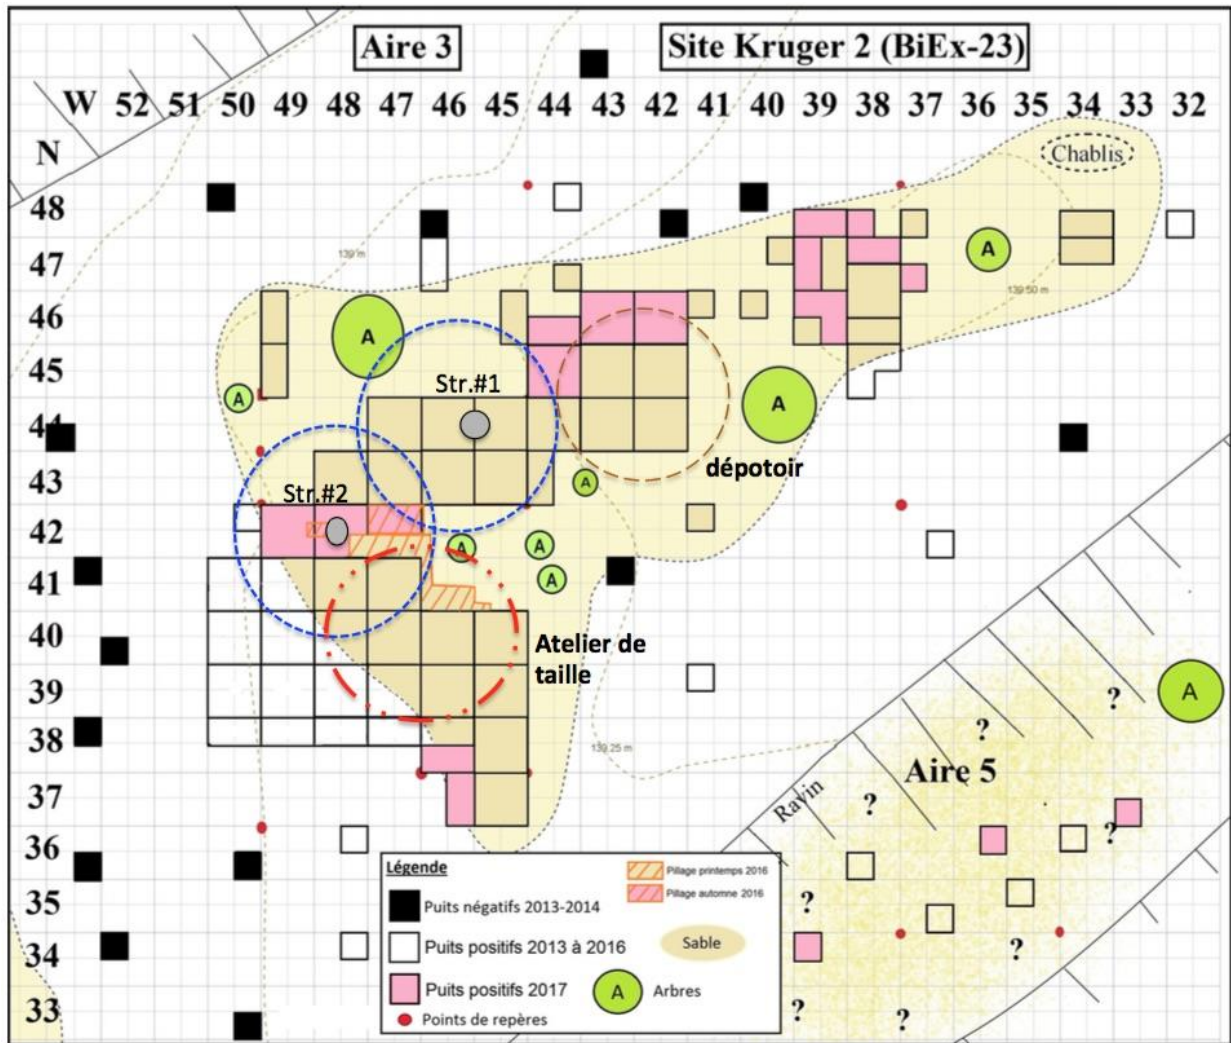 Aire 3
Site Kruger 2 (BiEx-23)
W 52 51 50 49 48 47 46 45 44 43 42 41 40 39 38 37 36 35 34 33 32
N
Chablis
48
A
47
139 m
139.50 m
46
A
45
Str.#1
A
A
44
dépotoir
43
A
Str.#2
42
A
A
41
A
40
Atelier de
taille
39
A
?
?
38
139.25 m
Aire 5
37
Ravin
?
?
36
Légende
Pillage printemps 2016
Pillage automne 2016
Puits négatifs 2013-2014
35
?
Puits positifs 2013 à 2016
Sable
34
?
Puits positifs 2017
A
Arbres
33
Points de repères
?
?